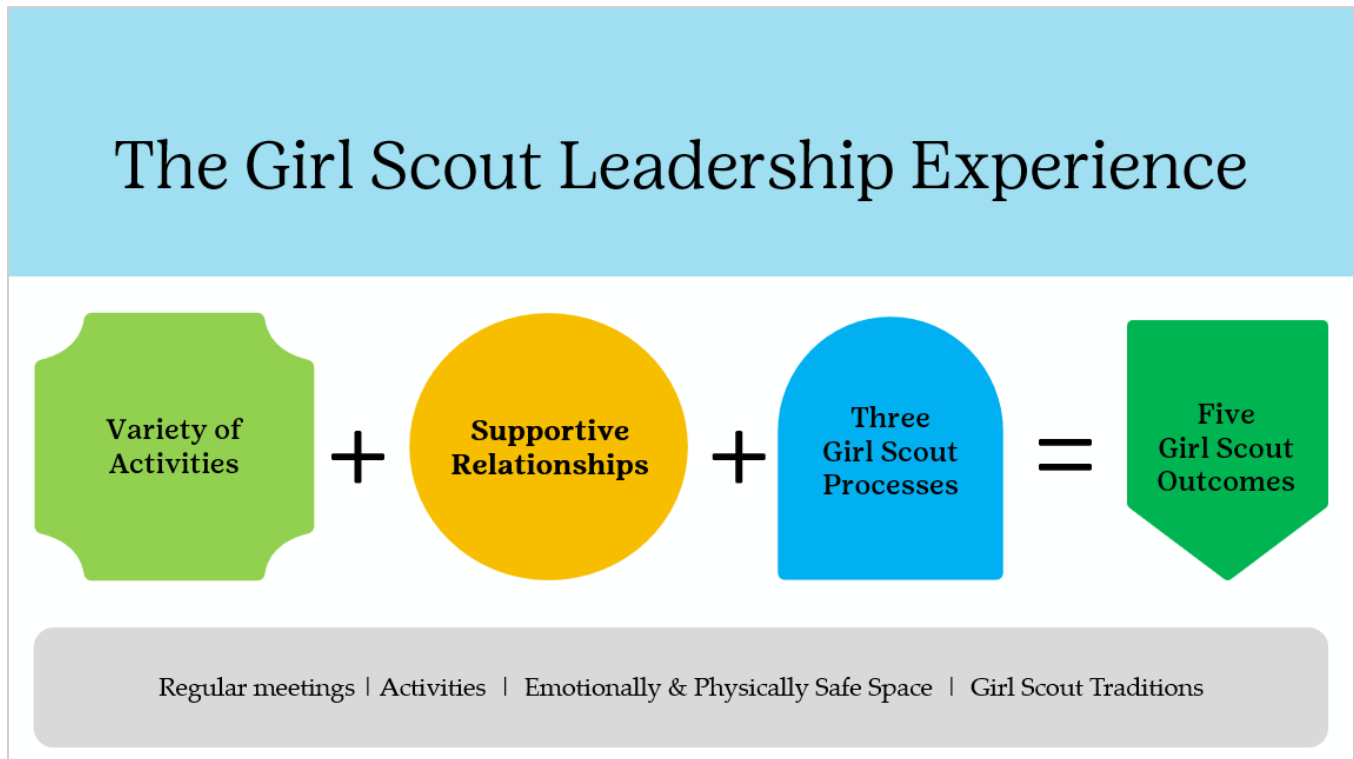 The Girl Scout Leadership Experience
Variety of
Activities
+
Supportive
Relationships
+
Three
Girl Scout
Processes
=
Five
Girl Scout
Outcomes
Regular meetings | Activities | Emotionally & Physically Safe Space | Girl Scout Traditions